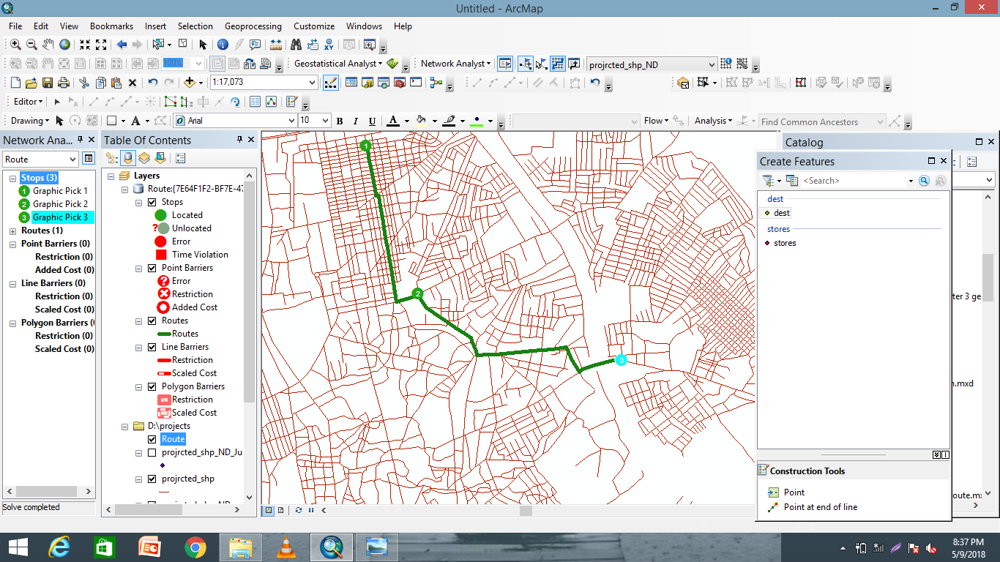 Untitled - ArcMap
File Edit View Bookmarks Insert Selection Geoprocessing Customize Windows Help
100% Geostatistical Analyst Network Analyst projrcted_shp_ND
1:17,073
Editor
Drawing Arial 10 B I U A Flow Analysis Find Common Ancestors
Network Ana...
Route
Stops (3)
1 Graphic Pick 1
2 Graphic Pick 2
3 Graphic Pick 3
Routes (1)
Point Barriers (0)
Restriction (0)
Added Cost (0)
Line Barriers (0)
Restriction (0)
Scaled Cost (0)
Polygon Barriers (
Restriction (0)
Scaled Cost (0)
Solve completed
Table Of Contents
Layers
Route:{7E64F1F2-BF7E-47
Stops
Located
Unlocated
Error
Time Violation
Point Barriers
Error
Restriction
Added Cost
Routes
Routes
Line Barriers
Restriction
Scaled Cost
Polygon Barriers
Restriction
Scaled Cost
D:\projects
Route
projrcted_shp_ND_Ju
projrcted_shp
1
2
3
Catalog
Create Features
<Search>
dest
dest
stores
stores
Construction Tools
Point
Point at end of line
ter 3 ge
n.mxd
oute.mx
8:37 PM
5/9/2018